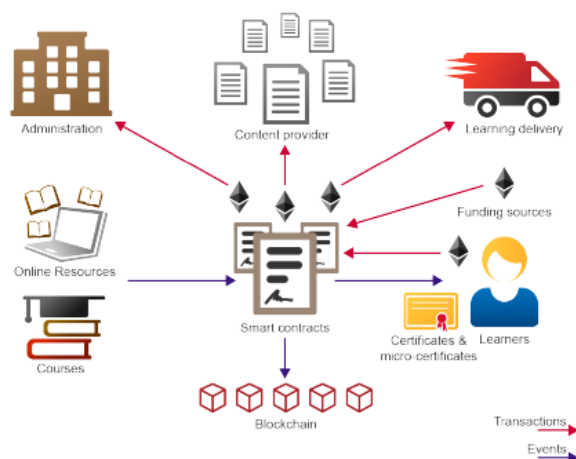 Administration
Content provider
Learning delivery
Online Resources
Funding sources
Courses
Smart contracts
Certificates &
micro-certificates
Learners
Blockchain
Transactions
Events